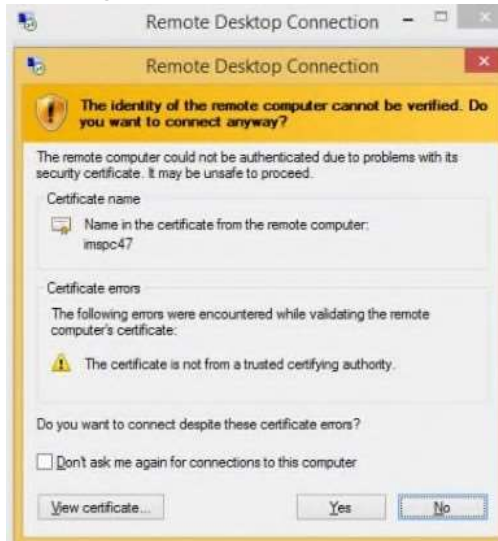 Remote Desktop Connection
Remote Desktop Connection
The identity of the remote computer cannot be verified. Do
you want to connect anyway?
The remote computer could not be authenticated due to problems with its
security certificate. It may be unsafe to proceed.
Certificate name
Name in the certificate from the remote computer:
imspc47
Certificate errors
The following errors were encountered while validating the remote
computer's certificate:
The certificate is not from a trusted certifying authority.
Do you want to connect despite these certificate errors?
Don't ask me again for connections to this computer
View certificate...
Yes
No